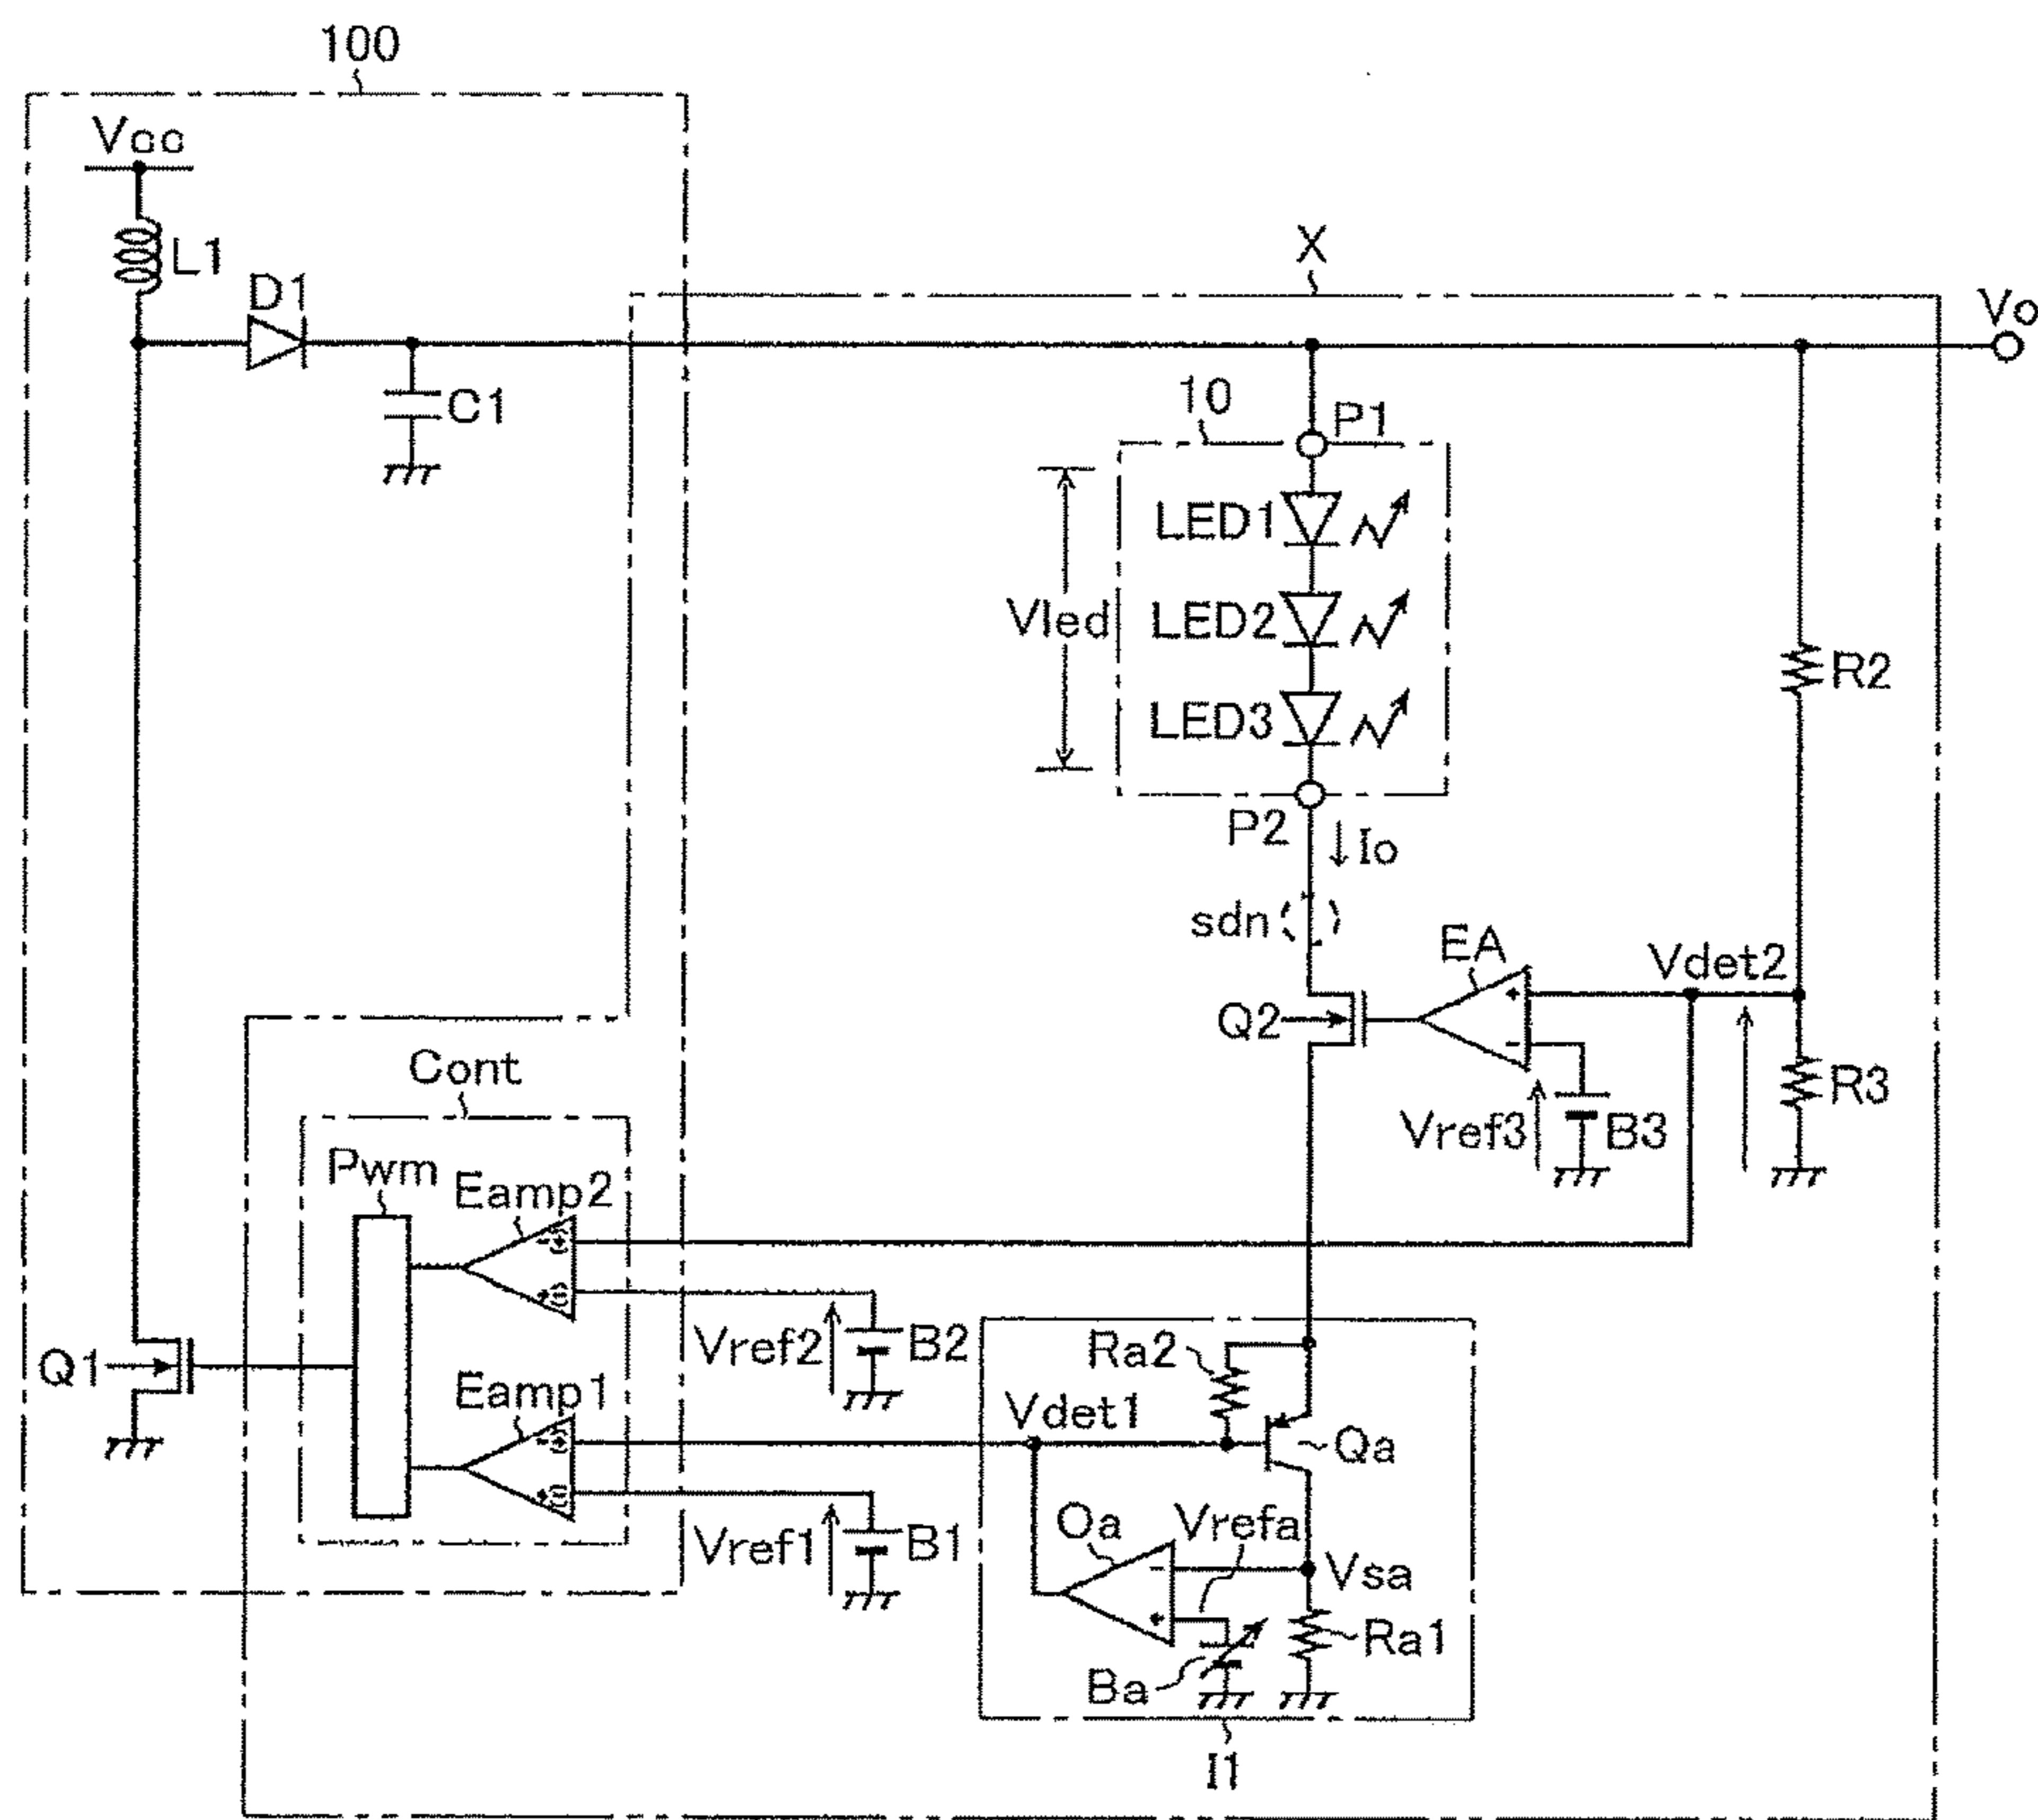 100
Vcc
L1
D1
C1
X
Vo
10
P1
LED1
Vled
LED2
LED3
R2
P2
Io
sdn
EA
Vdet2
Q2
Cont
Vref3
B3
R3
Pwm
Eamp2
Q1
Vref2
B2
Ra2
Eamp1
Vdet1
Qa
Vref1
B1
Oa
Vrefa
Vsa
Ra1
Ba
I1